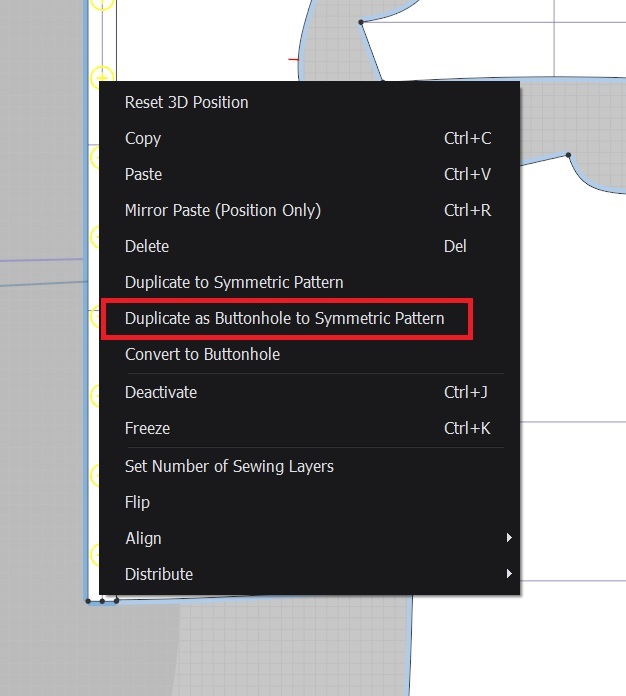 Reset 3D Position
Copy Ctrl+C
Paste Ctrl+V
Mirror Paste (Position Only) Ctrl+R
Delete Del
Duplicate to Symmetric Pattern
Duplicate as Buttonhole to Symmetric Pattern
Convert to Buttonhole
Deactivate Ctrl+J
Freeze Ctrl+K
Set Number of Sewing Layers
Flip
Align
Distribute